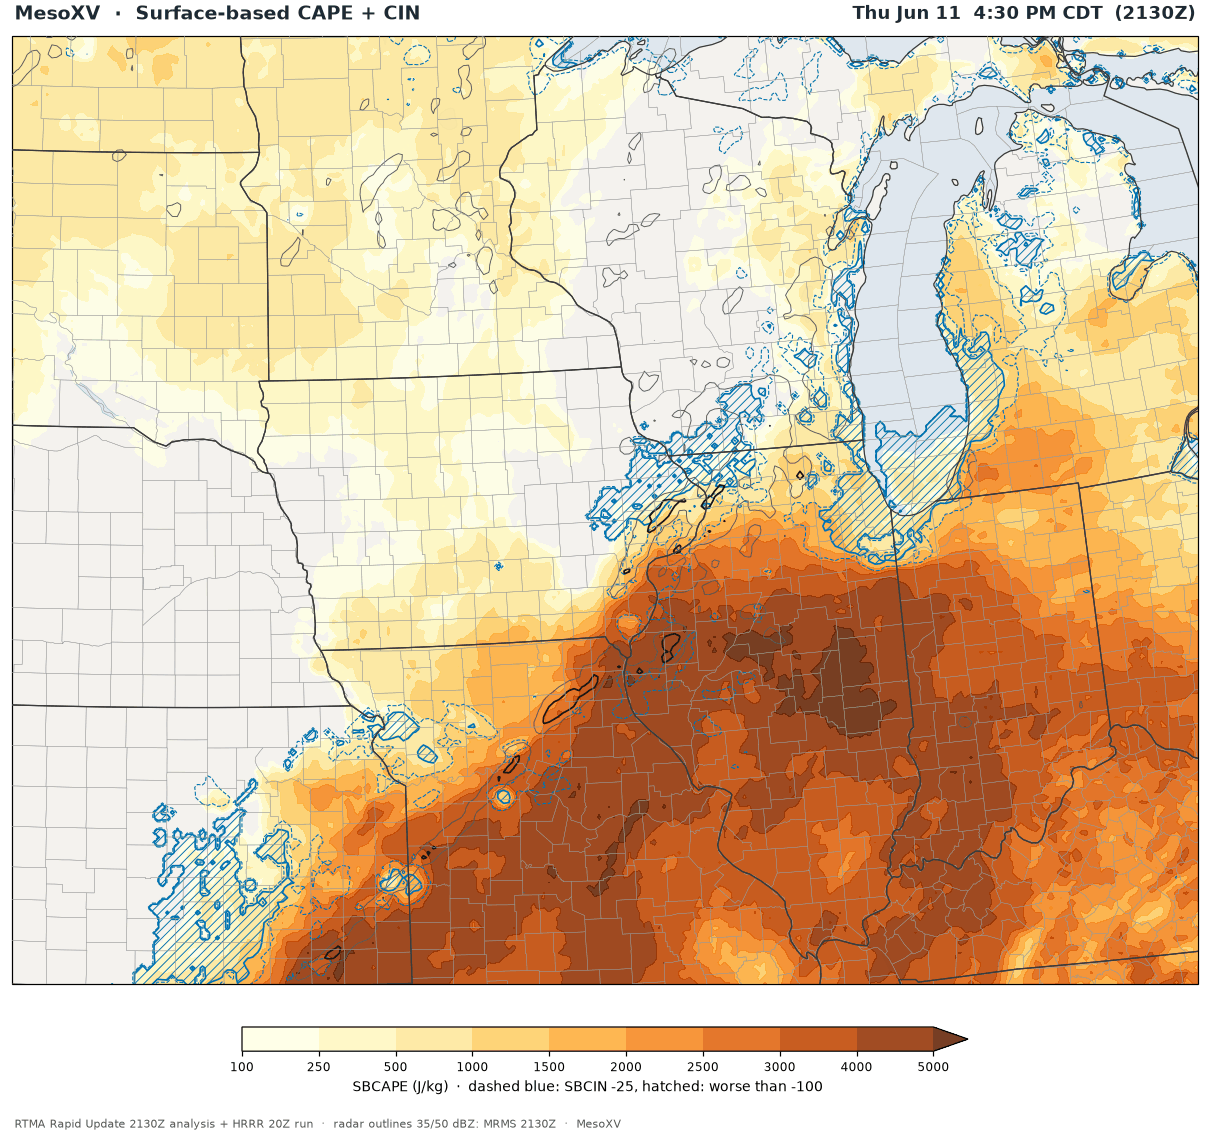 MesoXV · Surface-based CAPE + CIN
Thu Jun 11 4:30 PM CDT (2130Z)
100 250 500 1000 1500 2000 2500 3000 4000 5000
SBCAPE (J/kg) · dashed blue: SBCIN -25, hatched: worse than -100
RTMA Rapid Update 2130Z analysis + HRRR 20Z run · radar outlines 35/50 dBZ: MRMS 2130Z · MesoXV